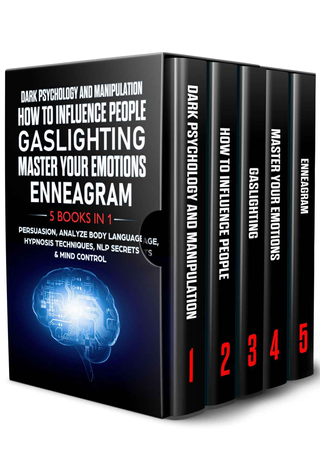 DARK PSYCHOLOGY AND MANIPULATION
HOW TO INFLUENCE PEOPLE
GASLIGHTING
MASTER YOUR EMOTIONS
ENNEAGRAM
5 BOOKS IN 1
PERSUASION, ANALYZE BODY LANGUAGE,
HYPNOSIS TECHNIQUES, NLP SECRETS
& MIND CONTROL
GE,
TS
DARK PSYCHOLOGY AND MANIPULATION
1
HOW TO INFLUENCE PEOPLE
2
GASLIGHTING
3
MASTER YOUR EMOTIONS
4
ENNEAGRAM
5